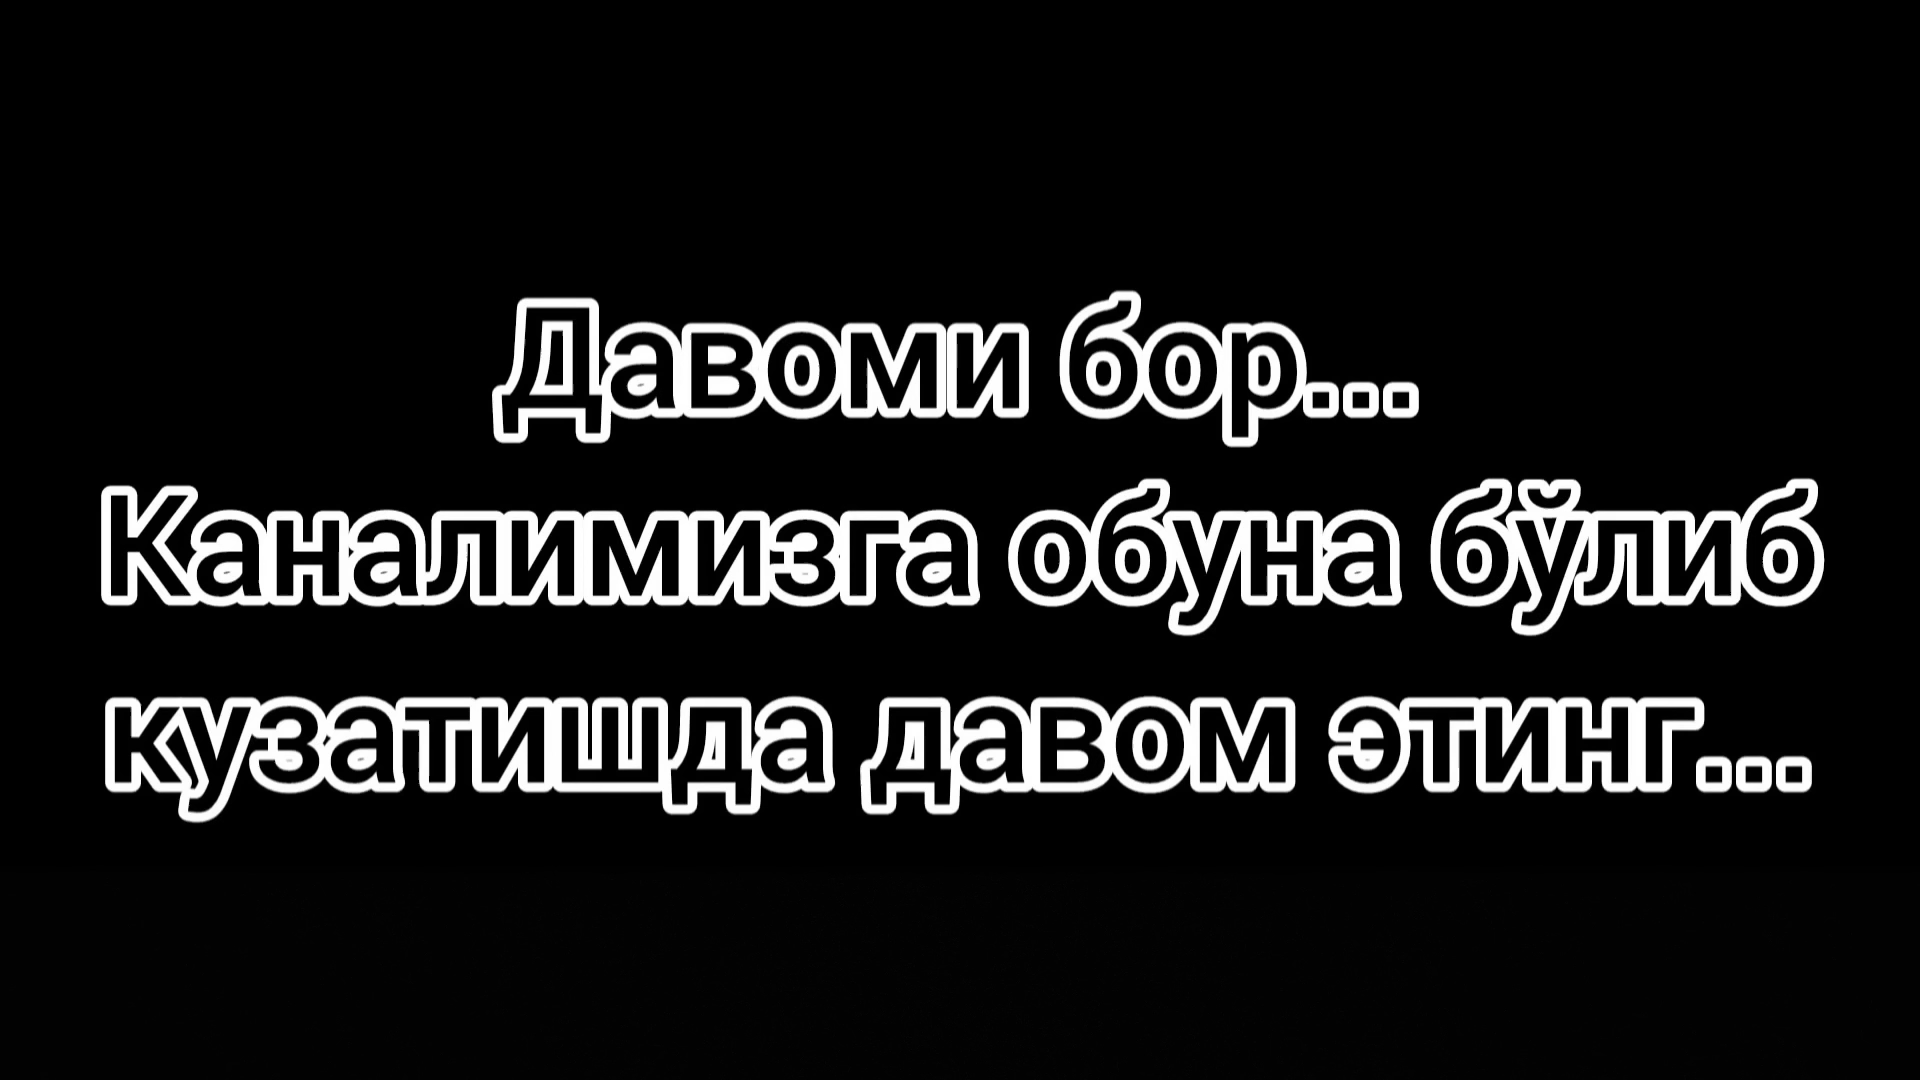 Давоми бор...
Каналимизга обуна бўлиб
кузатишда давом этинг...